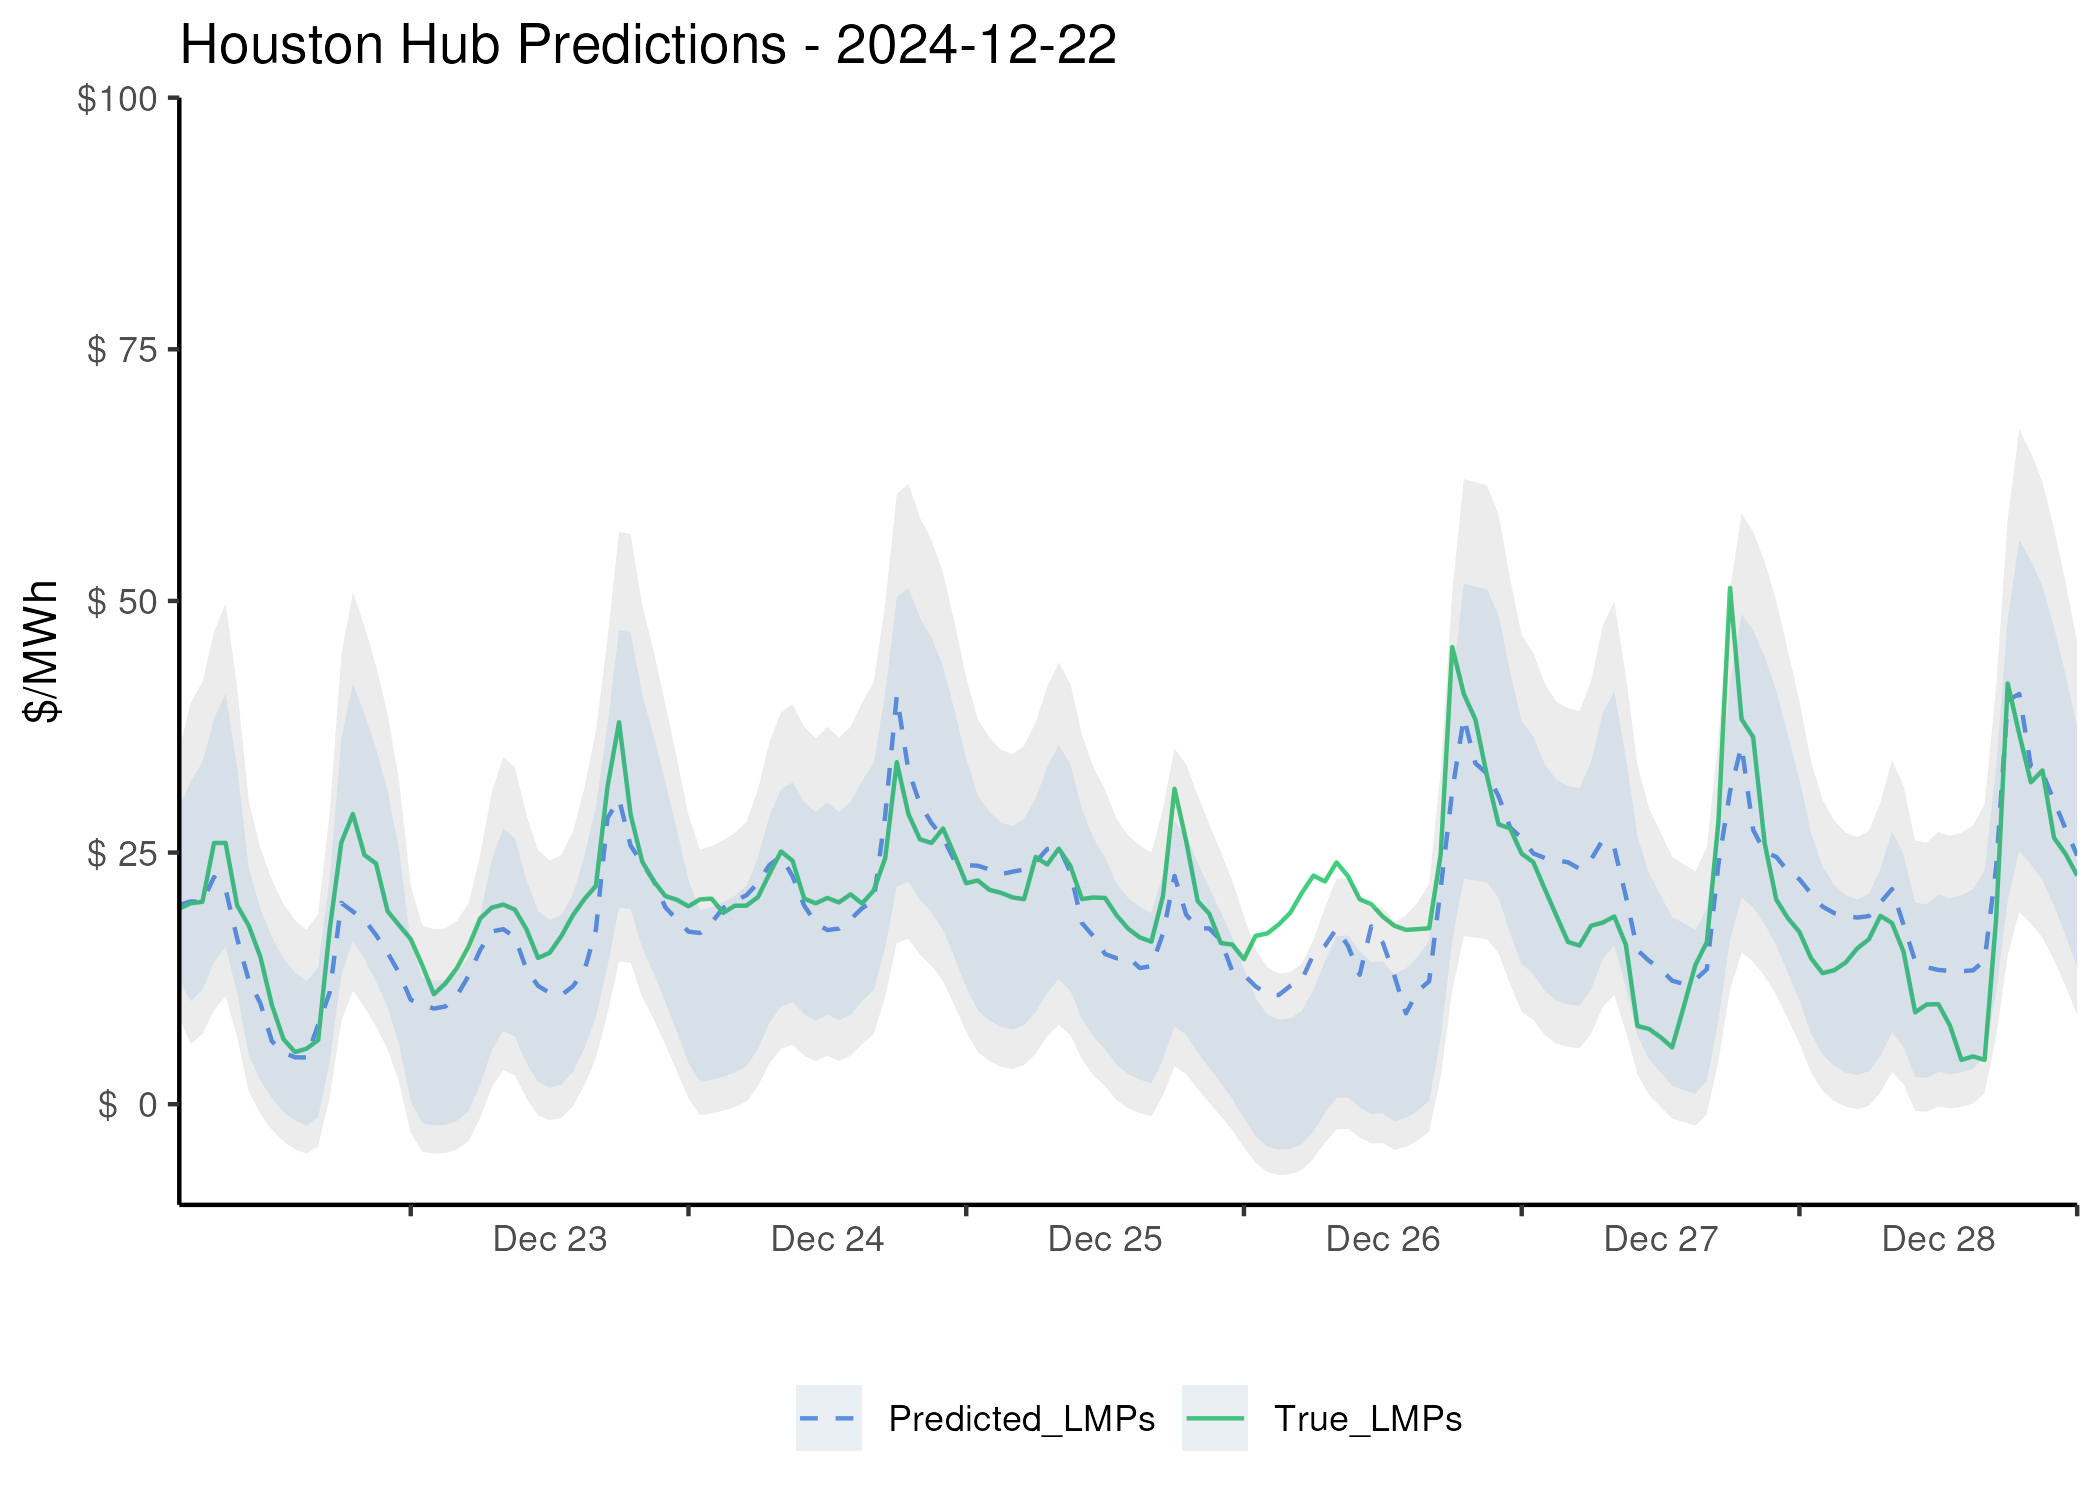 Houston Hub Predictions - 2024-12-22
$100
$ 75
$ 50
$ 25
$ 0
$/MWh
Dec 23 Dec 24 Dec 25 Dec 26 Dec 27 Dec 28
Predicted_LMPs True_LMPs